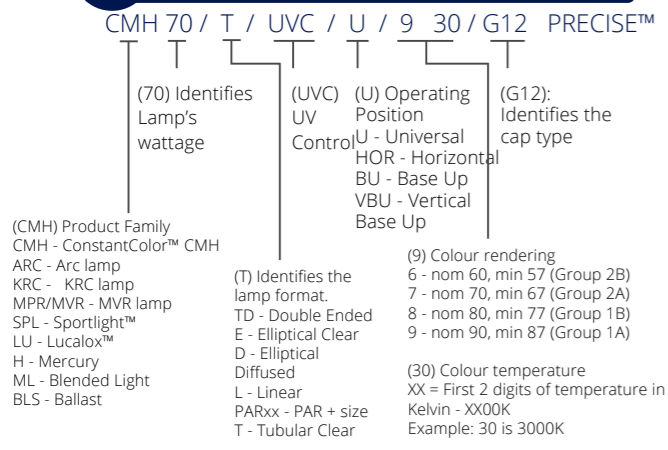 CMH 70 / T / UVC / U / 9 30 / G12 PRECISE™
(70) Identifies
Lamp's
wattage
(UVC)
UV
Control
(U) Operating
Position
U - Universal
HOR - Horizontal
BU - Base Up
VBU - Vertical
Base Up
(G12):
Identifies the
cap type
(CMH) Product Family
CMH - ConstantColor™ CMH
ARC - Arc lamp
KRC - KRC lamp
MPR/MVR - MVR lamp
SPL - Sportlight™
LU - Lucalox™
H - Mercury
ML - Blended Light
BLS - Ballast
(T) Identifies the
lamp format.
TD - Double Ended
E - Elliptical Clear
D - Elliptical
Diffused
L - Linear
PARxx - PAR + size
T - Tubular Clear
(9) Colour rendering
6 - nom 60, min 57 (Group 2B)
7 - nom 70, min 67 (Group 2A)
8 - nom 80, min 77 (Group 1B)
9 - nom 90, min 87 (Group 1A)
(30) Colour temperature
XX = First 2 digits of temperature in
Kelvin - XX00K
Example: 30 is 3000K